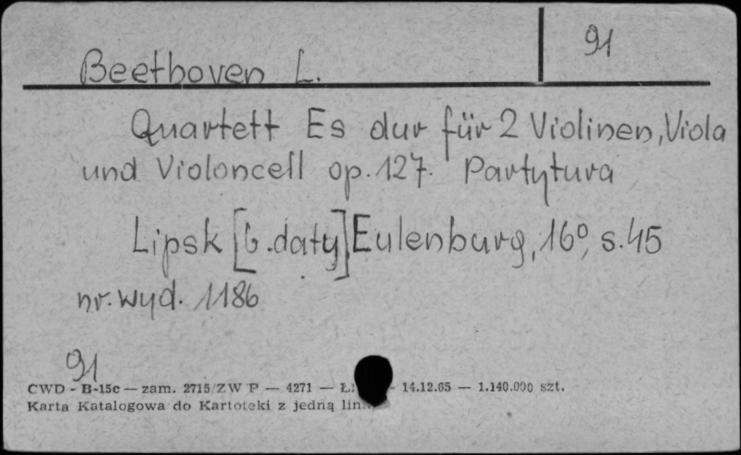 91
Beethoven L.
Quartett Es dur für 2 Violinen, Viola
und Violoncell op. 127. Partytura
Lipsk [b.daty], Eulenburg, 16°, s. 45
nr. wyd. 1186
91
CWD - B-15c — zam. 2715/ZW P — 4271 — 14.12.65 — 1.140.000 szt.
Karta Katalogowa do Kartoteki z jedną